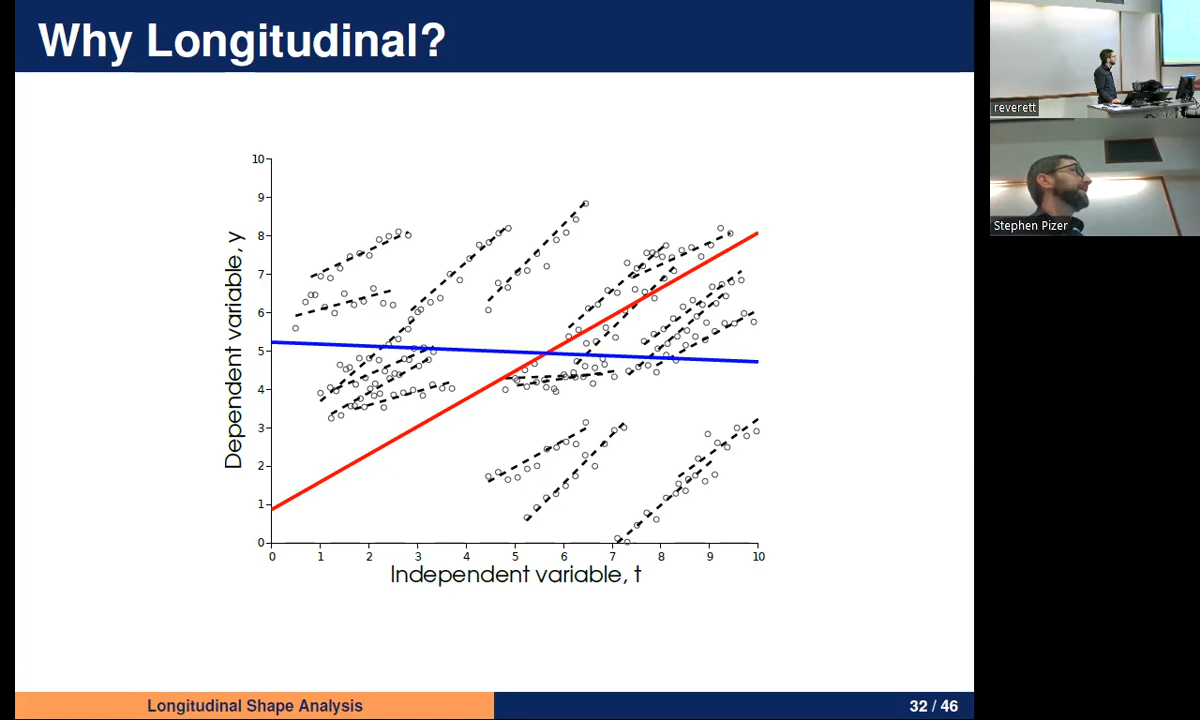 Why Longitudinal?
reverett
Stephen Pizer
10
9
8
7
6
5
4
3
2
1
0
Dependent variable, y
0 1 2 3 4 5 6 7 8 9 10
Independent variable, t
Longitudinal Shape Analysis
32 / 46